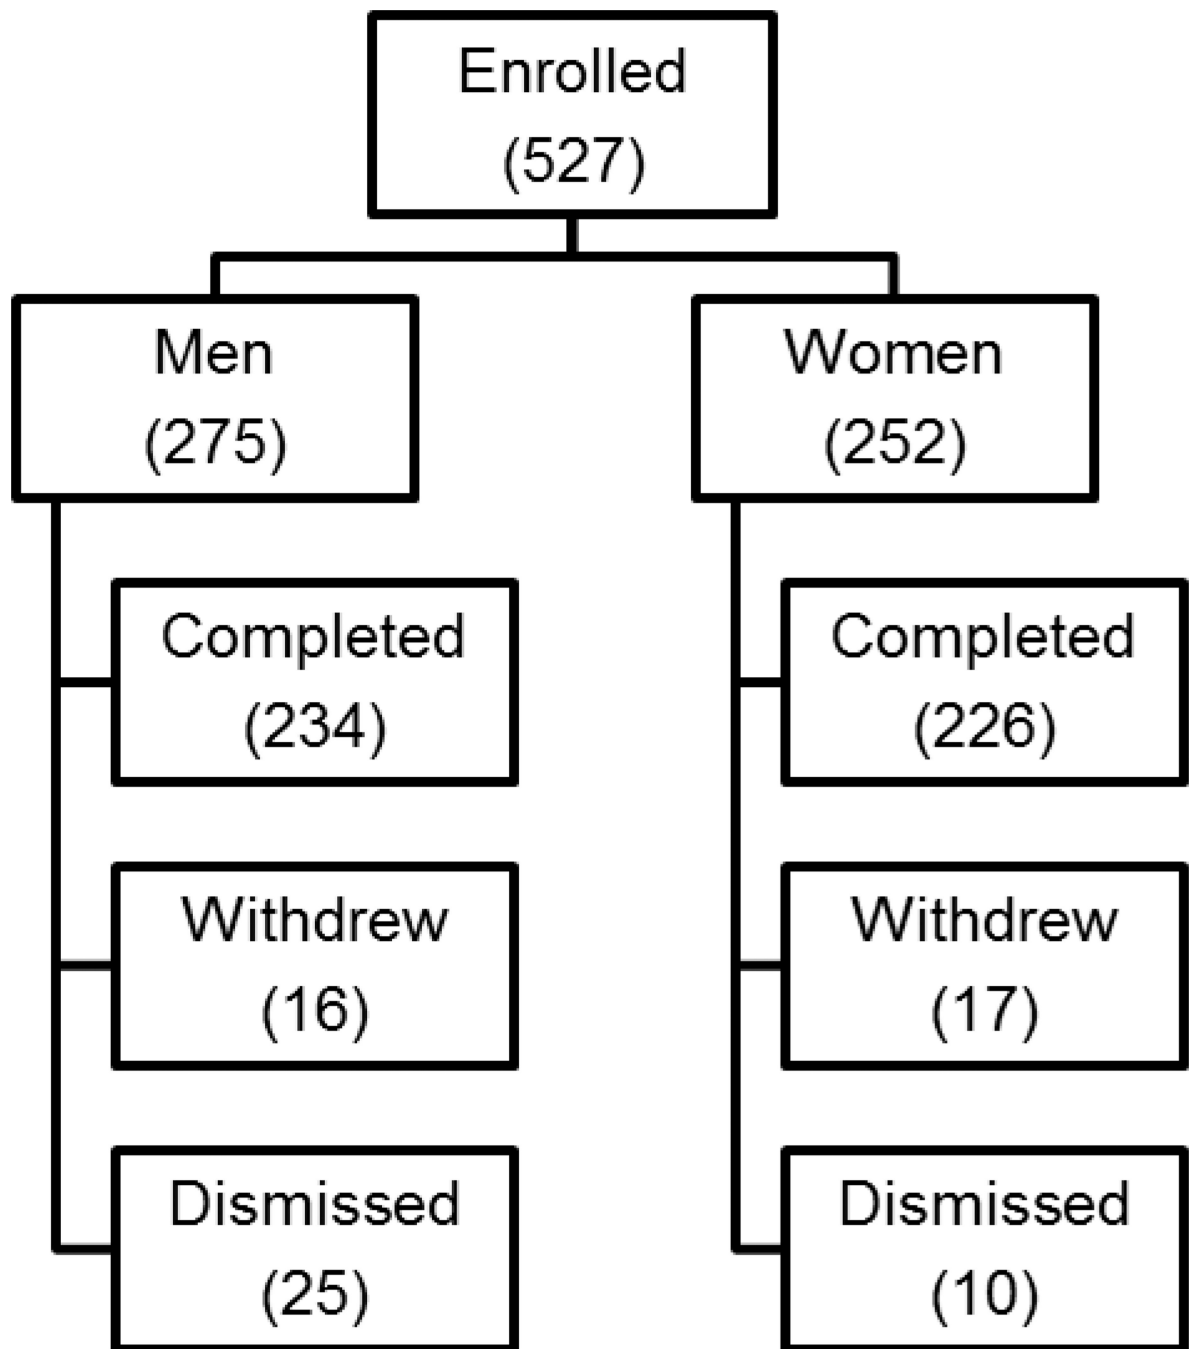 Enrolled
(527)
Men
(275)
Women
(252)
Completed
(234)
Completed
(226)
Withdrew
(16)
Withdrew
(17)
Dismissed
(25)
Dismissed
(10)